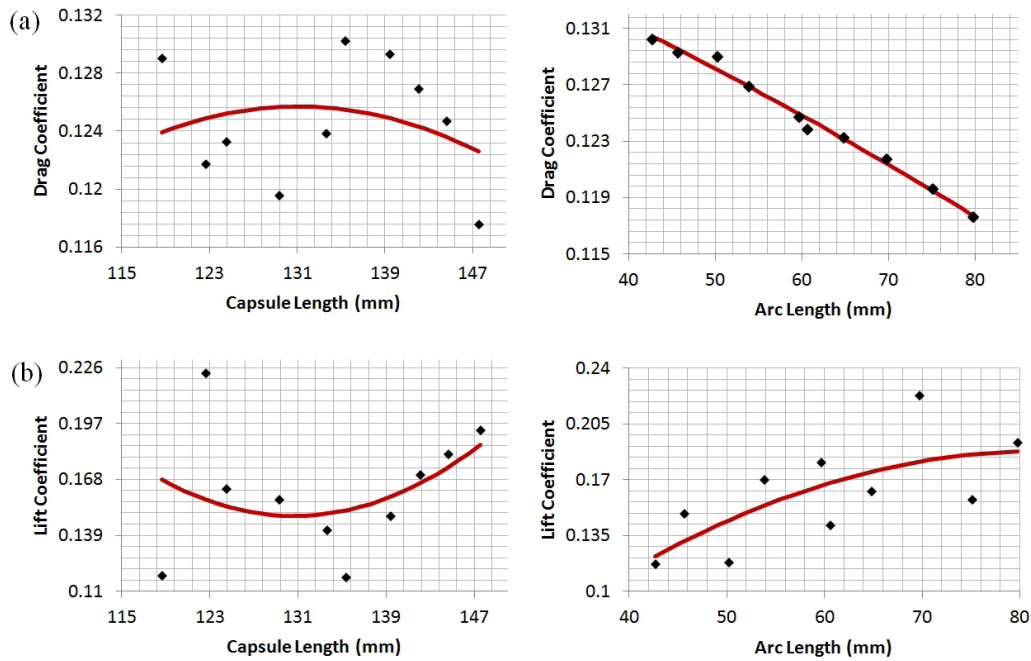 (a)
Drag Coefficient
0.132
0.128
0.124
0.12
0.116
115 123 131 139 147
Capsule Length (mm)
Drag Coefficient
0.131
0.127
0.123
0.119
0.115
40 50 60 70 80
Arc Length (mm)
(b)
Lift Coefficient
0.226
0.197
0.168
0.139
0.11
115 123 131 139 147
Capsule Length (mm)
Lift Coefficient
0.24
0.205
0.17
0.135
0.1
40 50 60 70 80
Arc Length (mm)